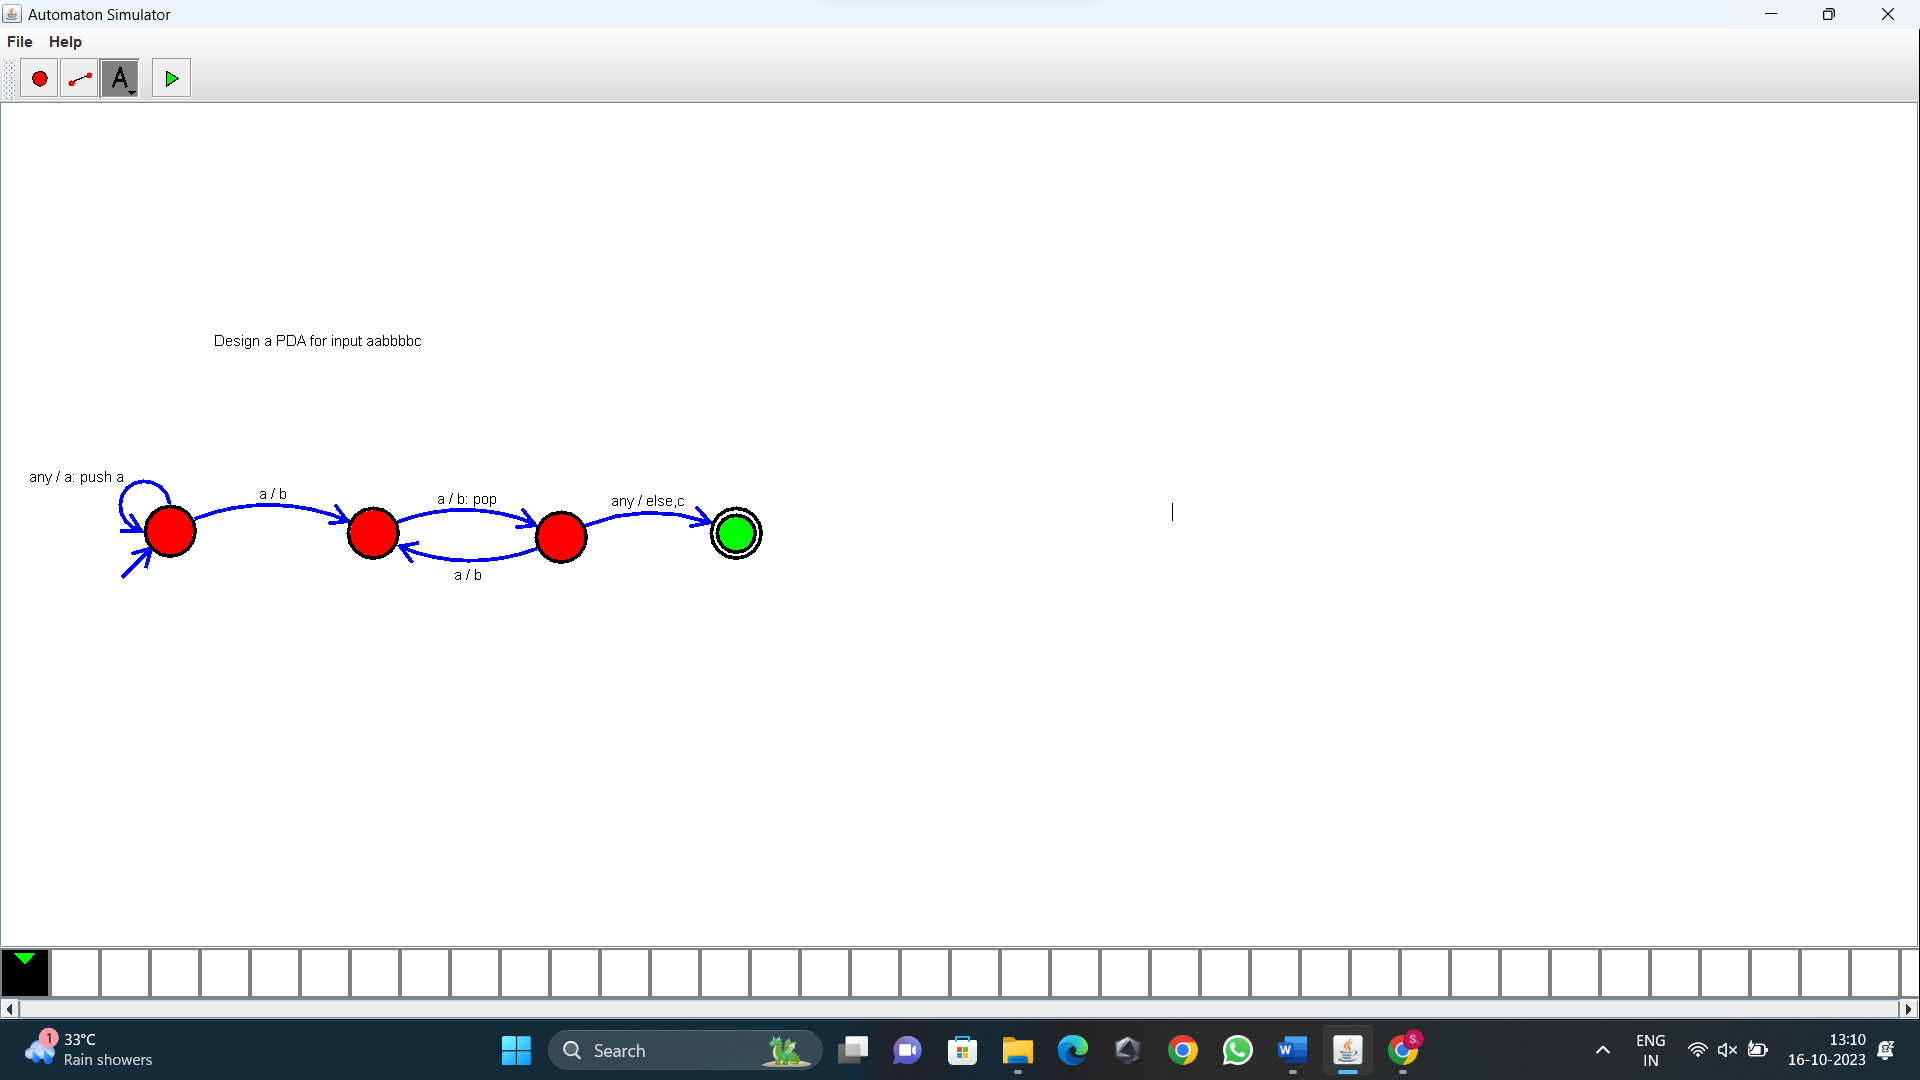 Automaton Simulator
File Help
A
Design a PDA for input aabbbbc
any / a: push a
a / b
a / b: pop
any / else,c
a / b
1
33°C
Rain showers
Search
W
S.
ENG
IN
13:10
16-10-2023